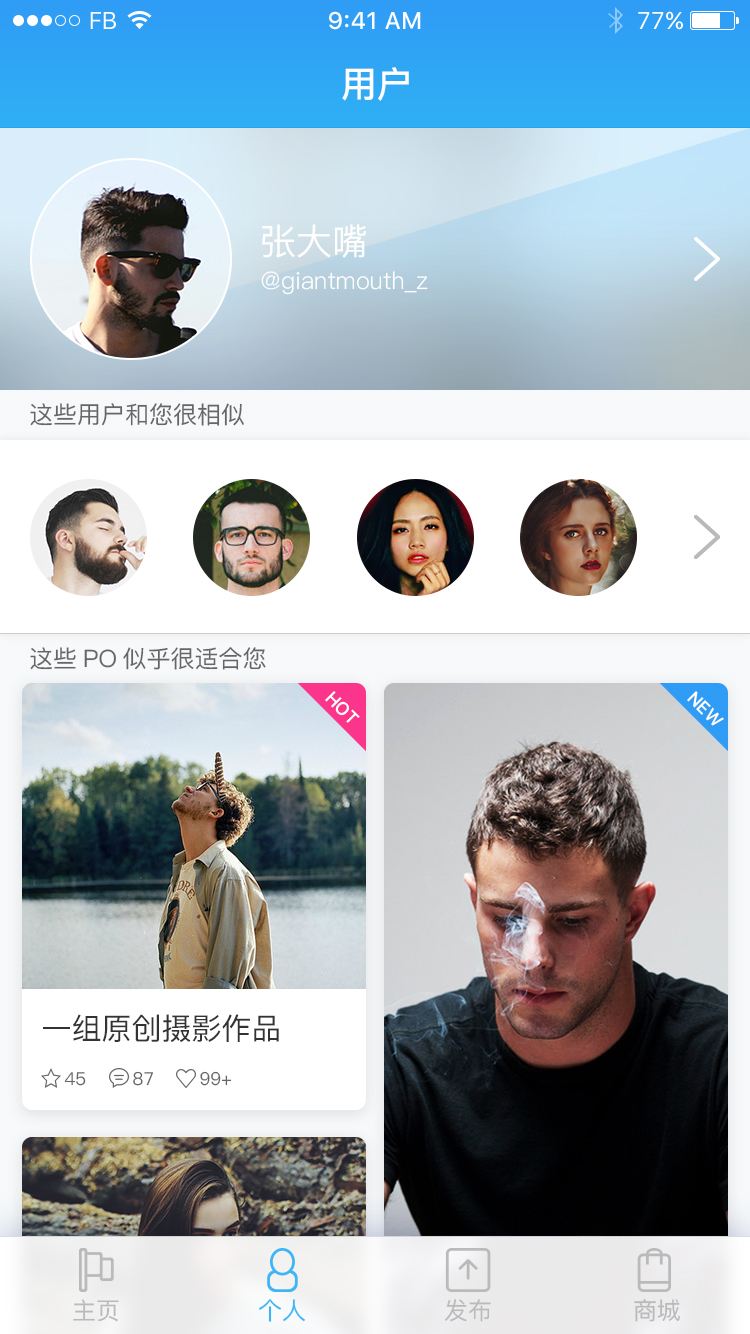 FB 9:41 AM 77%
用户
张大嘴
@giantmouth_z
这些用户和您很相似
这些 PO 似乎很适合您
HOT
NEW
一组原创摄影作品
45 87 99+
主页 个人 发布 商城